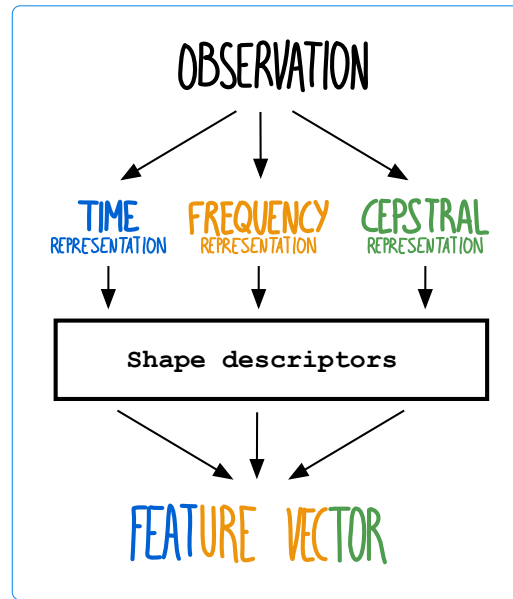 OBSERVATION
TIME FREQUENCY CEPSTRAL
REPRESENTATION REPRESENTATION REPRESENTATION
Shape descriptors
FEATURE VECTOR